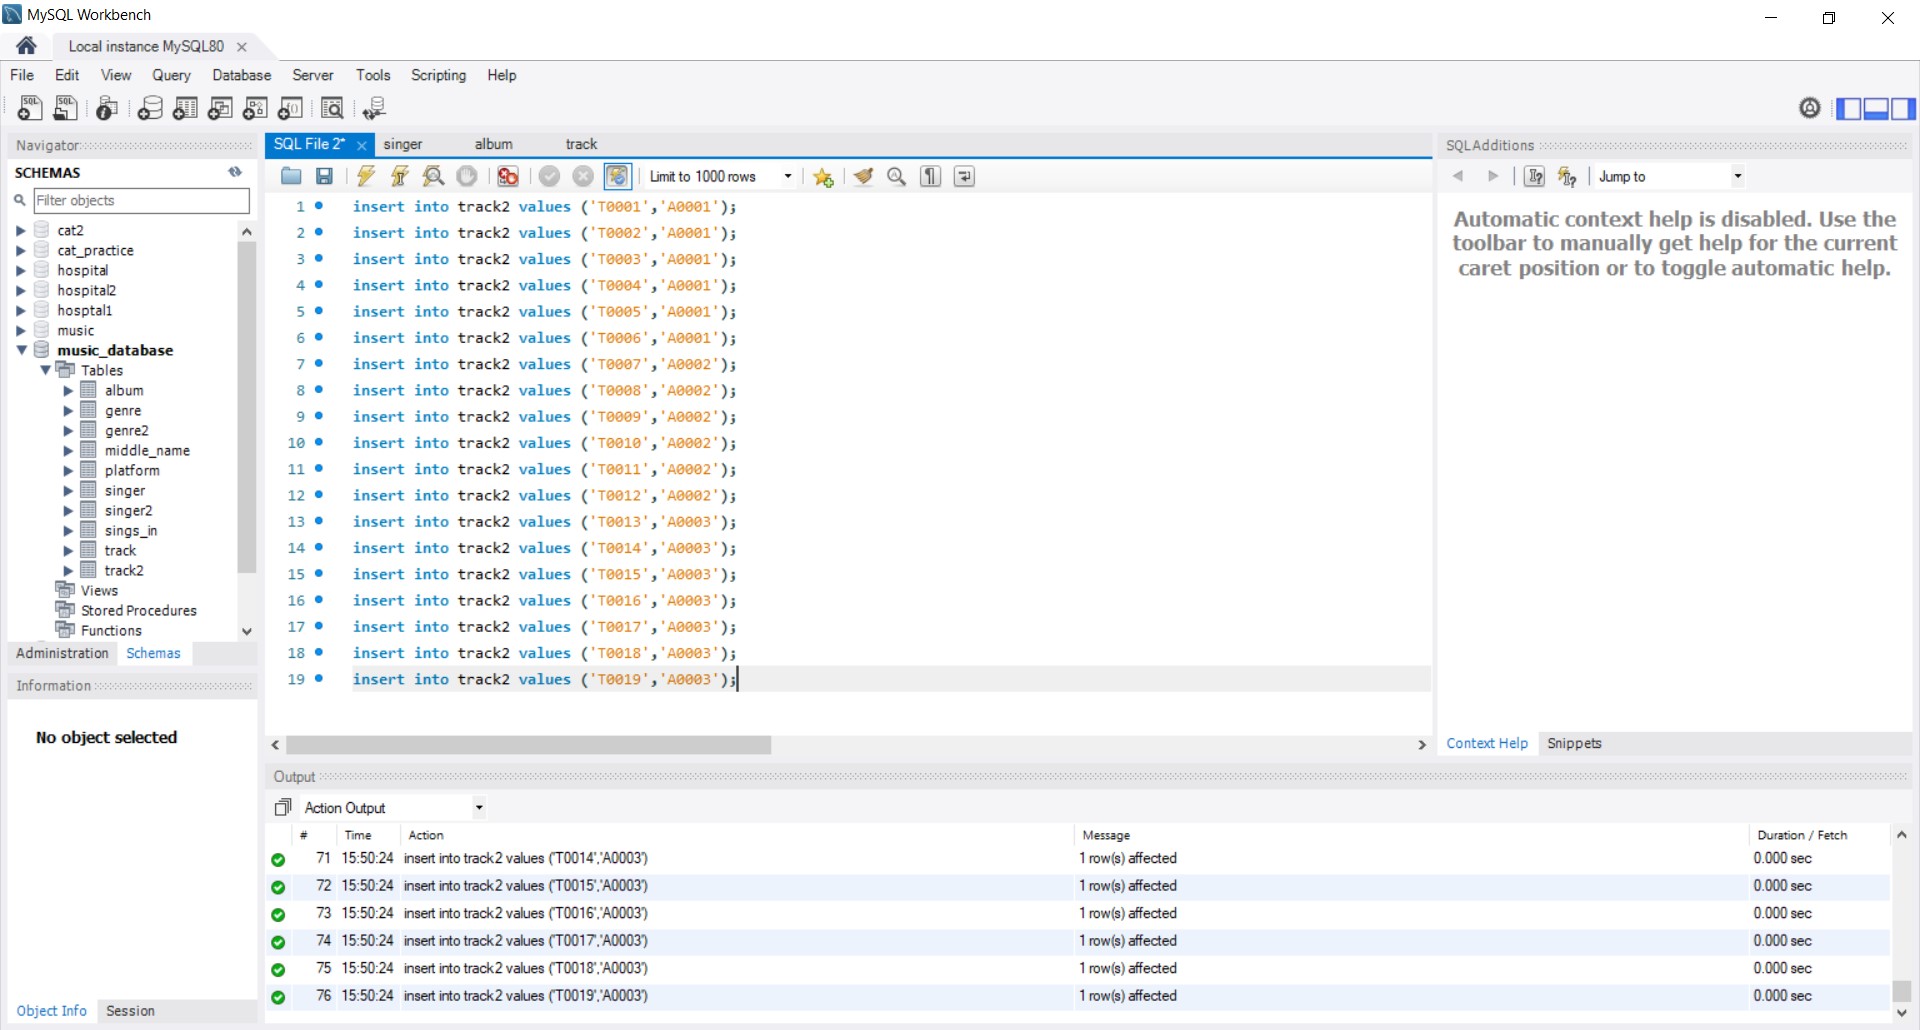 MySQL Workbench
Local instance MySQL80
File Edit View Query Database Server Tools Scripting Help
Navigator
SCHEMAS
Filter objects
cat2
cat_practice
hospital
hospital2
hosptal1
music
music_database
Tables
album
genre
genre2
middle_name
platform
singer
singer2
sings_in
track
track2
Views
Stored Procedures
Functions
Administration Schemas
Information
No object selected
Object Info Session
SQL File 2* singer album track
Limit to 1000 rows
1 insert into track2 values ('T0001','A0001');
2 insert into track2 values ('T0002','A0001');
3 insert into track2 values ('T0003','A0001');
4 insert into track2 values ('T0004','A0001');
5 insert into track2 values ('T0005','A0001');
6 insert into track2 values ('T0006','A0001');
7 insert into track2 values ('T0007','A0002');
8 insert into track2 values ('T0008','A0002');
9 insert into track2 values ('T0009','A0002');
10 insert into track2 values ('T0010','A0002');
11 insert into track2 values ('T0011','A0002');
12 insert into track2 values ('T0012','A0002');
13 insert into track2 values ('T0013','A0003');
14 insert into track2 values ('T0014','A0003');
15 insert into track2 values ('T0015','A0003');
16 insert into track2 values ('T0016','A0003');
17 insert into track2 values ('T0017','A0003');
18 insert into track2 values ('T0018','A0003');
19 insert into track2 values ('T0019','A0003');
SQLAdditions
Jump to
Automatic context help is disabled. Use the
toolbar to manually get help for the current
caret position or to toggle automatic help.
Context Help Snippets
Output
Action Output
# Time Action Message Duration / Fetch
71 15:50:24 insert into track2 values ('T0014','A0003') 1 row(s) affected 0.000 sec
72 15:50:24 insert into track2 values ('T0015','A0003') 1 row(s) affected 0.000 sec
73 15:50:24 insert into track2 values ('T0016','A0003') 1 row(s) affected 0.000 sec
74 15:50:24 insert into track2 values ('T0017','A0003') 1 row(s) affected 0.000 sec
75 15:50:24 insert into track2 values ('T0018','A0003') 1 row(s) affected 0.000 sec
76 15:50:24 insert into track2 values ('T0019','A0003') 1 row(s) affected 0.000 sec